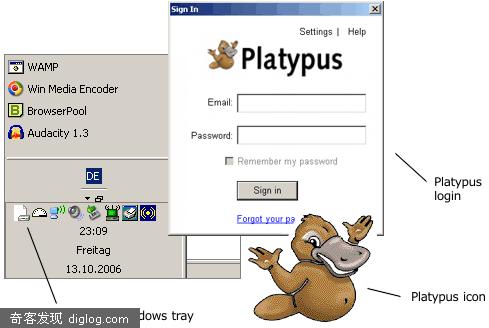 Sign In
Settings | Help
Platypus
Email:
Password:
Remember my password
Sign in
Forgot your pa
WAMP
Win Media Encoder
BrowserPool
Audacity 1.3
DE
23:09
Freitag
13.10.2006
Platypus
login
Platypus icon
dows tray
奇客发现 diglog.com